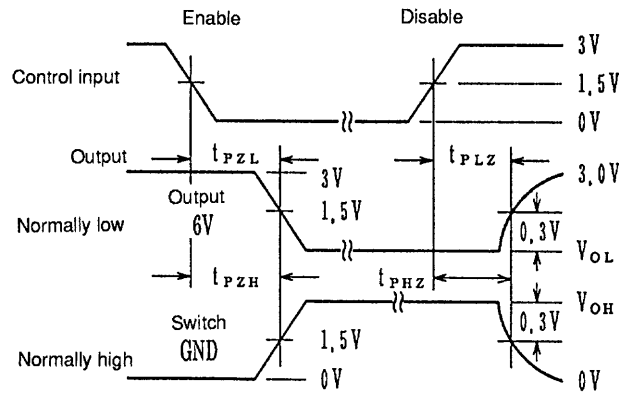 Enable
Disable
Control input
3V
1,5V
0V
Output
tPZL
tPLZ
3V
3,0V
Output
6V
1,5V
Normally low
0,3V
VOL
tPZH
tPHZ
VOH
Switch
GND
0,3V
1,5V
Normally high
0V
0V